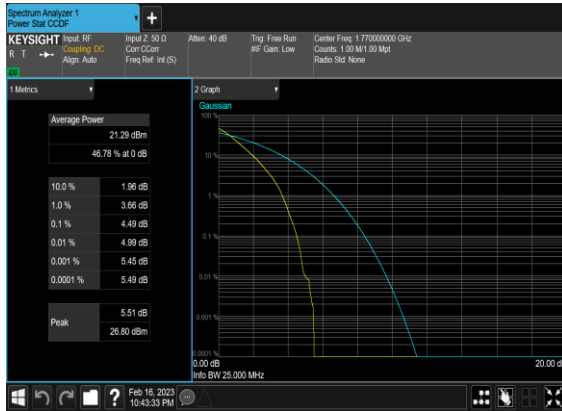 Spectrum Analyzer 1
Power Stat CCDF
+
KEYSIGHT
R T
LXI
Input: RF
Coupling: DC
Align: Auto
Input Z: 50 Ω
Corr CCorr
Freq Ref: Int (S)
Atten: 40 dB
Trig: Free Run
#IF Gain: Low
Center Freq: 1.770000000 GHz
Counts: 1.00 M/1.00 Mpt
Radio Std: None
1 Metrics
Average Power
21.29 dBm
46.78 % at 0 dB
10.0 % 1.96 dB
1.0 % 3.66 dB
0.1 % 4.49 dB
0.01 % 4.99 dB
0.001 % 5.45 dB
0.0001 % 5.49 dB
Peak
5.51 dB
26.80 dBm
2 Graph
Gaussian
100 %
10 %
1 %
0.1 %
0.01 %
0.001 %
0.0001 %
0.00 dB
20.00 d
Info BW 25.000 MHz
?
Feb 16, 2023
10:43:33 PM